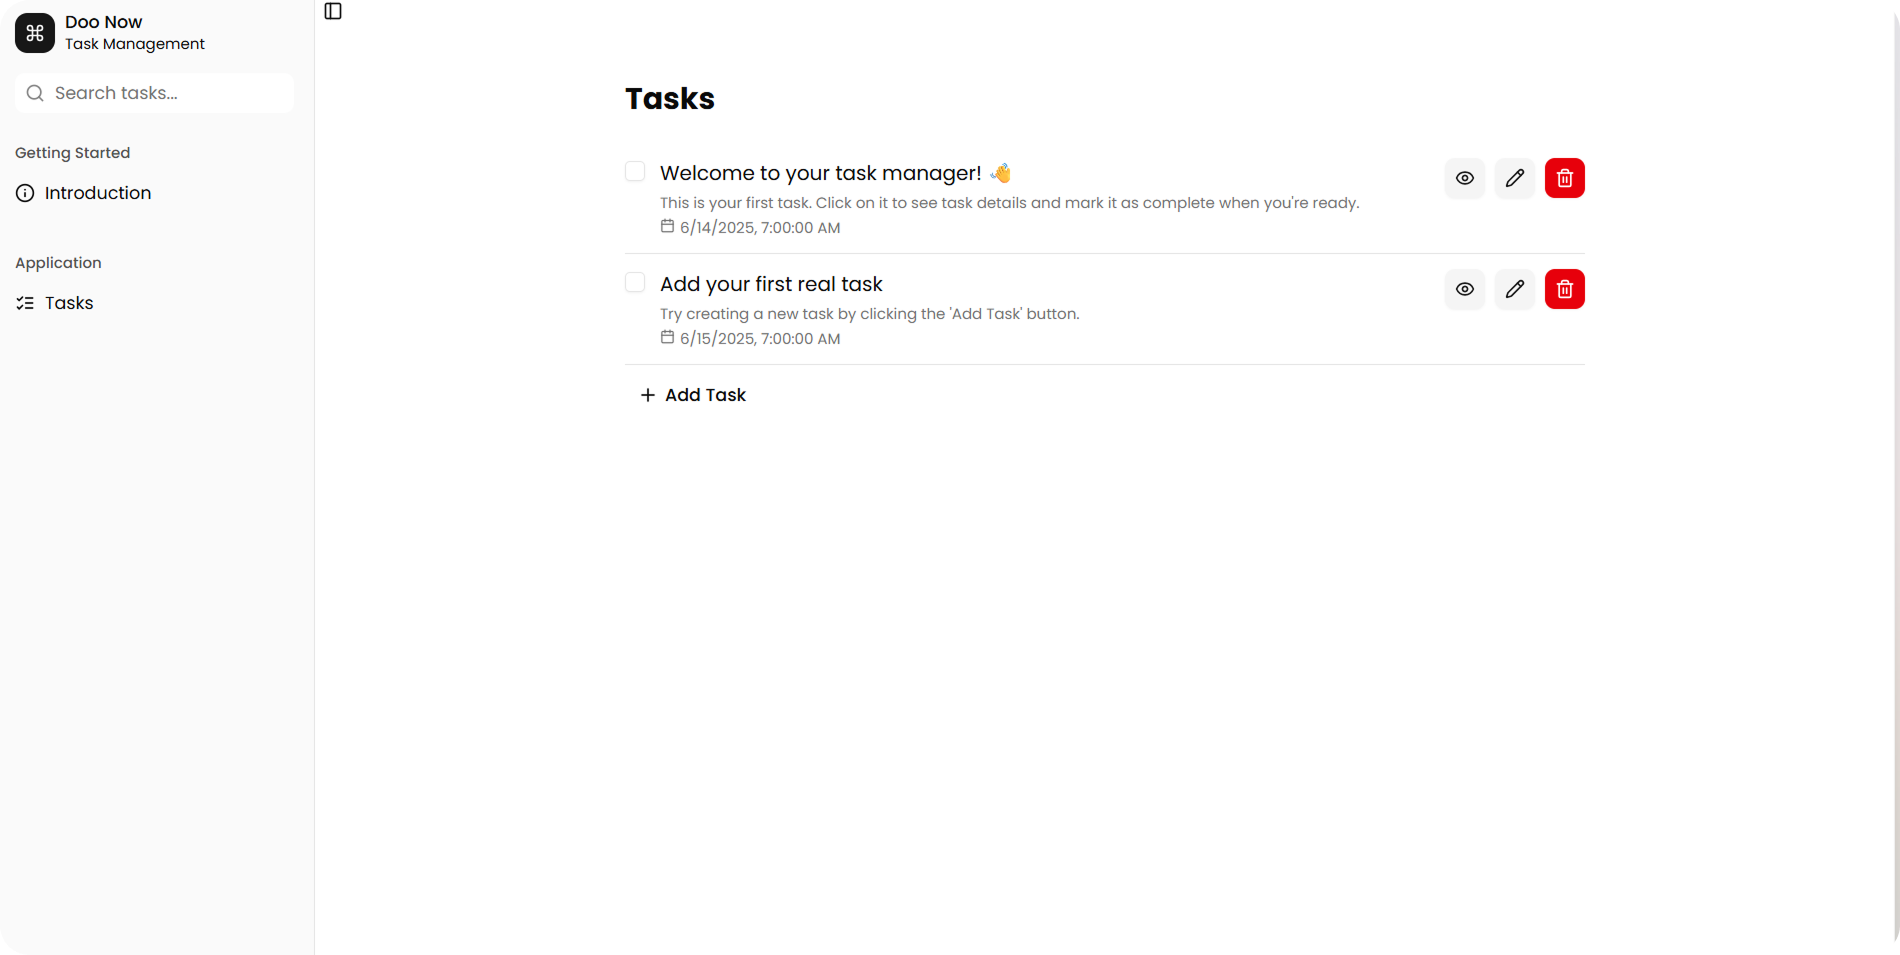 Doo Now
Task Management
Search tasks...
Getting Started
Introduction
Application
Tasks
Tasks
Welcome to your task manager! 👋
This is your first task. Click on it to see task details and mark it as complete when you're ready.
6/14/2025, 7:00:00 AM
Add your first real task
Try creating a new task by clicking the 'Add Task' button.
6/15/2025, 7:00:00 AM
Add Task